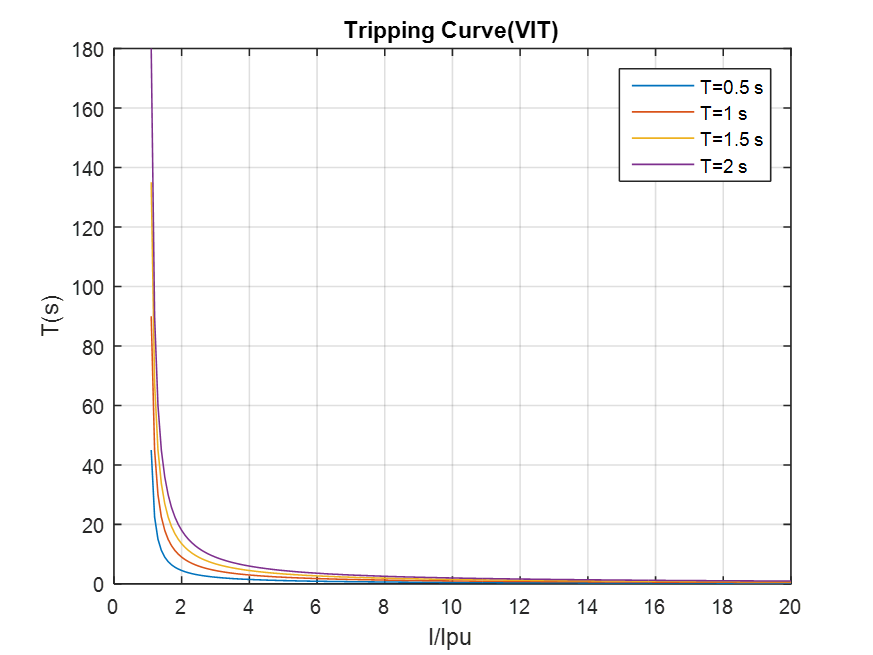 Tripping Curve(VIT)
180
160
140
120
100
80
60
40
20
0
T(s)
T=0.5 s
T=1 s
T=1.5 s
T=2 s
0 2 4 6 8 10 12 14 16 18 20
I/Ipu